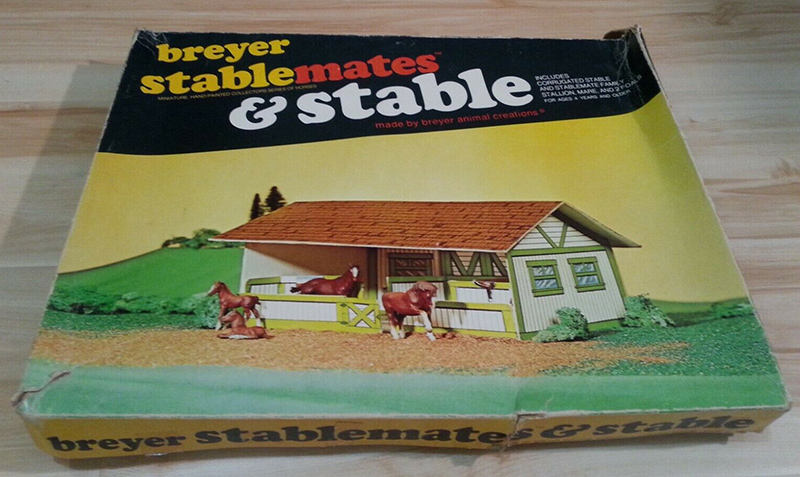 breyer
stablemates™
MINIATURE HAND-PAINTED COLLECTORS SERIES OF HORSES
& stable
INCLUDES
CORRUGATED STABLE
AND STABLEMATE FAMILY
STALLION, MARE, AND 2 FOALS
FOR AGES 4 YEARS AND OLDER
made by breyer animal creations®
breyer stablemates & stable